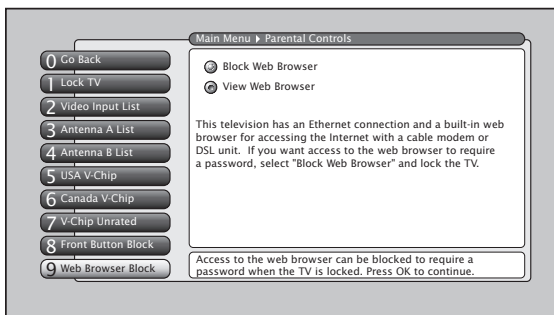 Main Menu ▶ Parental Controls
0 Go Back
1 Lock TV
2 Video Input List
3 Antenna A List
4 Antenna B List
5 USA V-Chip
6 Canada V-Chip
7 V-Chip Unrated
8 Front Button Block
9 Web Browser Block
Block Web Browser
View Web Browser
This television has an Ethernet connection and a built-in web
browser for accessing the Internet with a cable modem or
DSL unit. If you want access to the web browser to require
a password, select "Block Web Browser" and lock the TV.
Access to the web browser can be blocked to require a
password when the TV is locked. Press OK to continue.